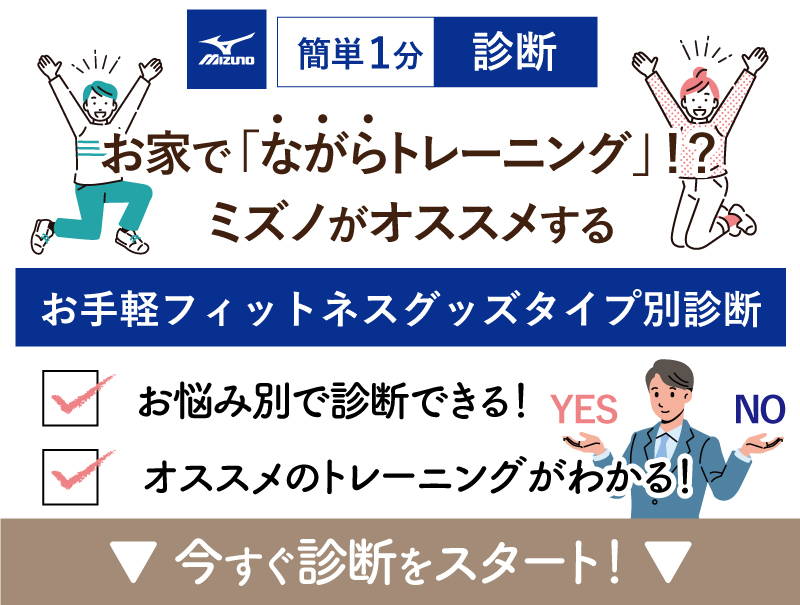 MIZUNO
簡単1分 診断
お家で「ながらトレーニング」!?
ミズノがオススメする
お手軽フィットネスグッズタイプ別診断
お悩み別で診断できる!
YES NO
オススメのトレーニングがわかる!
▼ 今すぐ診断をスタート! ▼